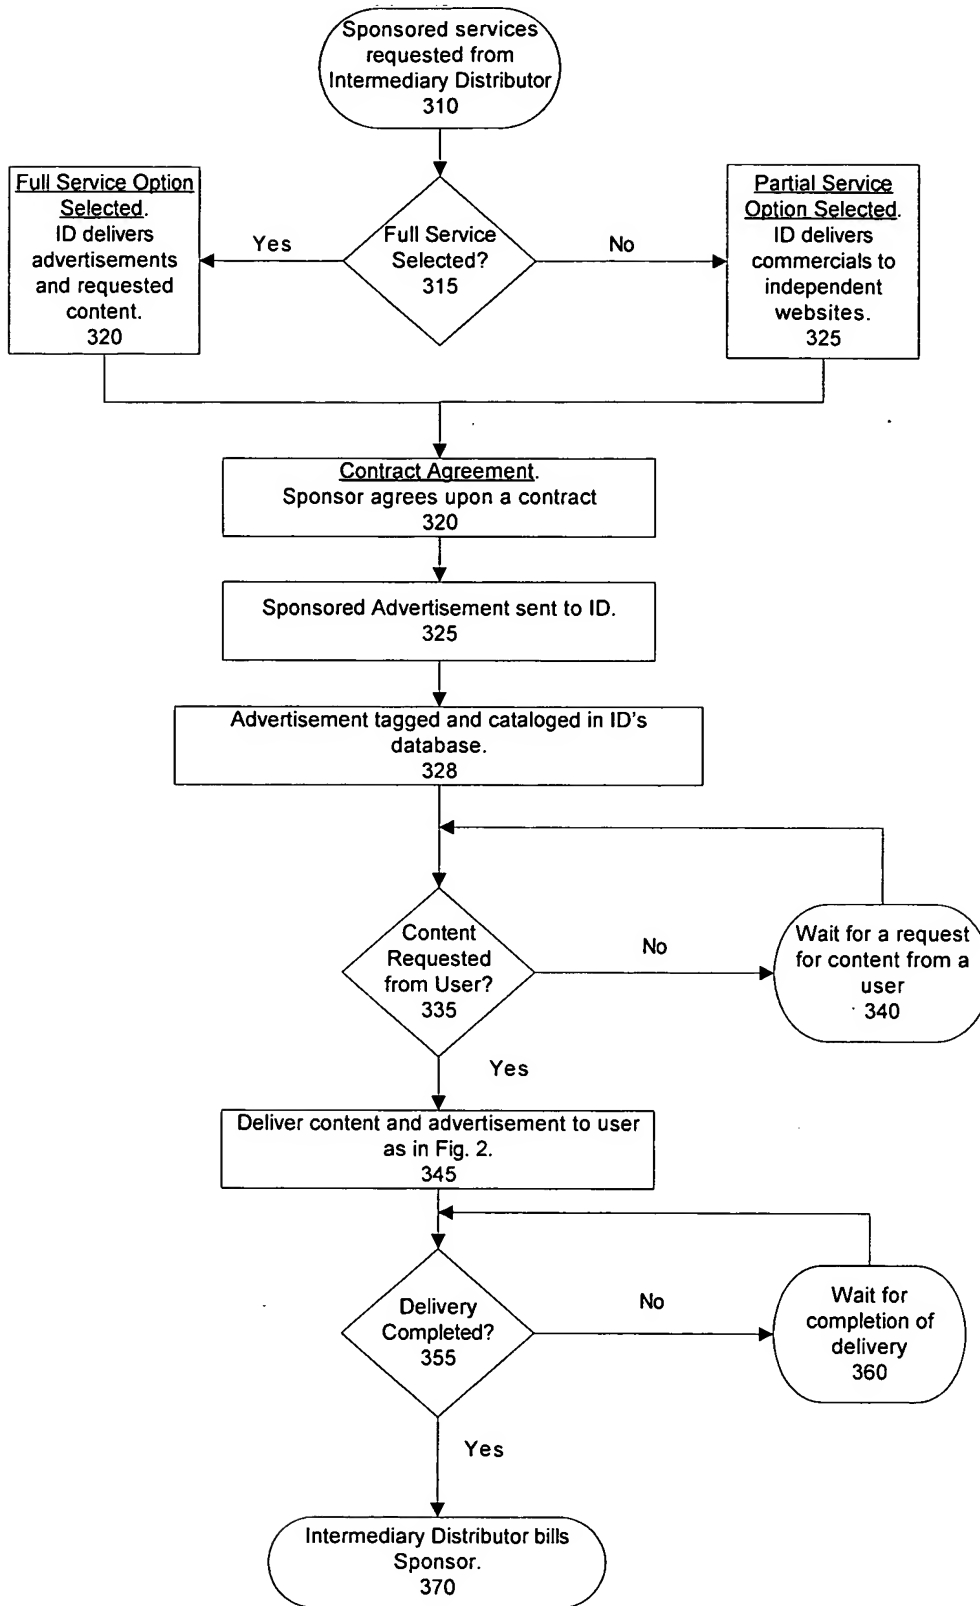 Sponsored services
requested from
Intermediary Distributor
310
Full Service Option
Selected.
ID delivers
advertisements
and requested
content.
320
Yes
Full Service
Selected?
315
No
Partial Service
Option Selected.
ID delivers
commercials to
independent
websites.
325
Contract Agreement.
Sponsor agrees upon a contract
320
Sponsored Advertisement sent to ID.
325
Advertisement tagged and cataloged in ID's
database.
328
Content
Requested
from User?
335
No
Wait for a request
for content from a
user
340
Yes
Deliver content and advertisement to user
as in Fig. 2.
345
Delivery
Completed?
355
No
Wait for
completion of
delivery
360
Yes
Intermediary Distributor bills
Sponsor.
370